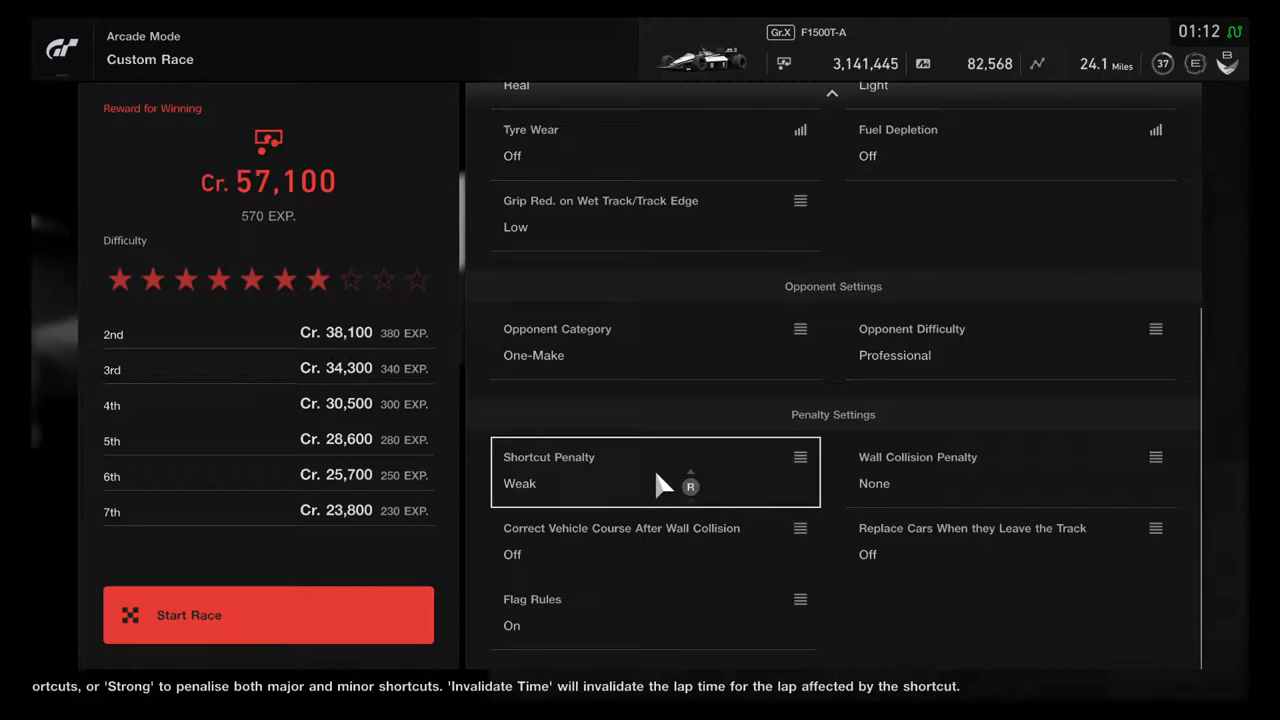 Arcade Mode
Custom Race
Gr.X F1500T-A
01:12
3,141,445
82,568
24.1 Miles
37
E
B
Reward for Winning
Cr. 57,100
570 EXP.
Difficulty
2nd Cr. 38,100 380 EXP.
3rd Cr. 34,300 340 EXP.
4th Cr. 30,500 300 EXP.
5th Cr. 28,600 280 EXP.
6th Cr. 25,700 250 EXP.
7th Cr. 23,800 230 EXP.
Start Race
Real Light
Tyre Wear Fuel Depletion
Off Off
Grip Red. on Wet Track/Track Edge
Low
Opponent Settings
Opponent Category Opponent Difficulty
One-Make Professional
Penalty Settings
Shortcut Penalty Wall Collision Penalty
Weak R None
Correct Vehicle Course After Wall Collision Replace Cars When they Leave the Track
Off Off
Flag Rules
On
ortcuts, or 'Strong' to penalise both major and minor shortcuts. 'Invalidate Time' will invalidate the lap time for the lap affected by the shortcut.